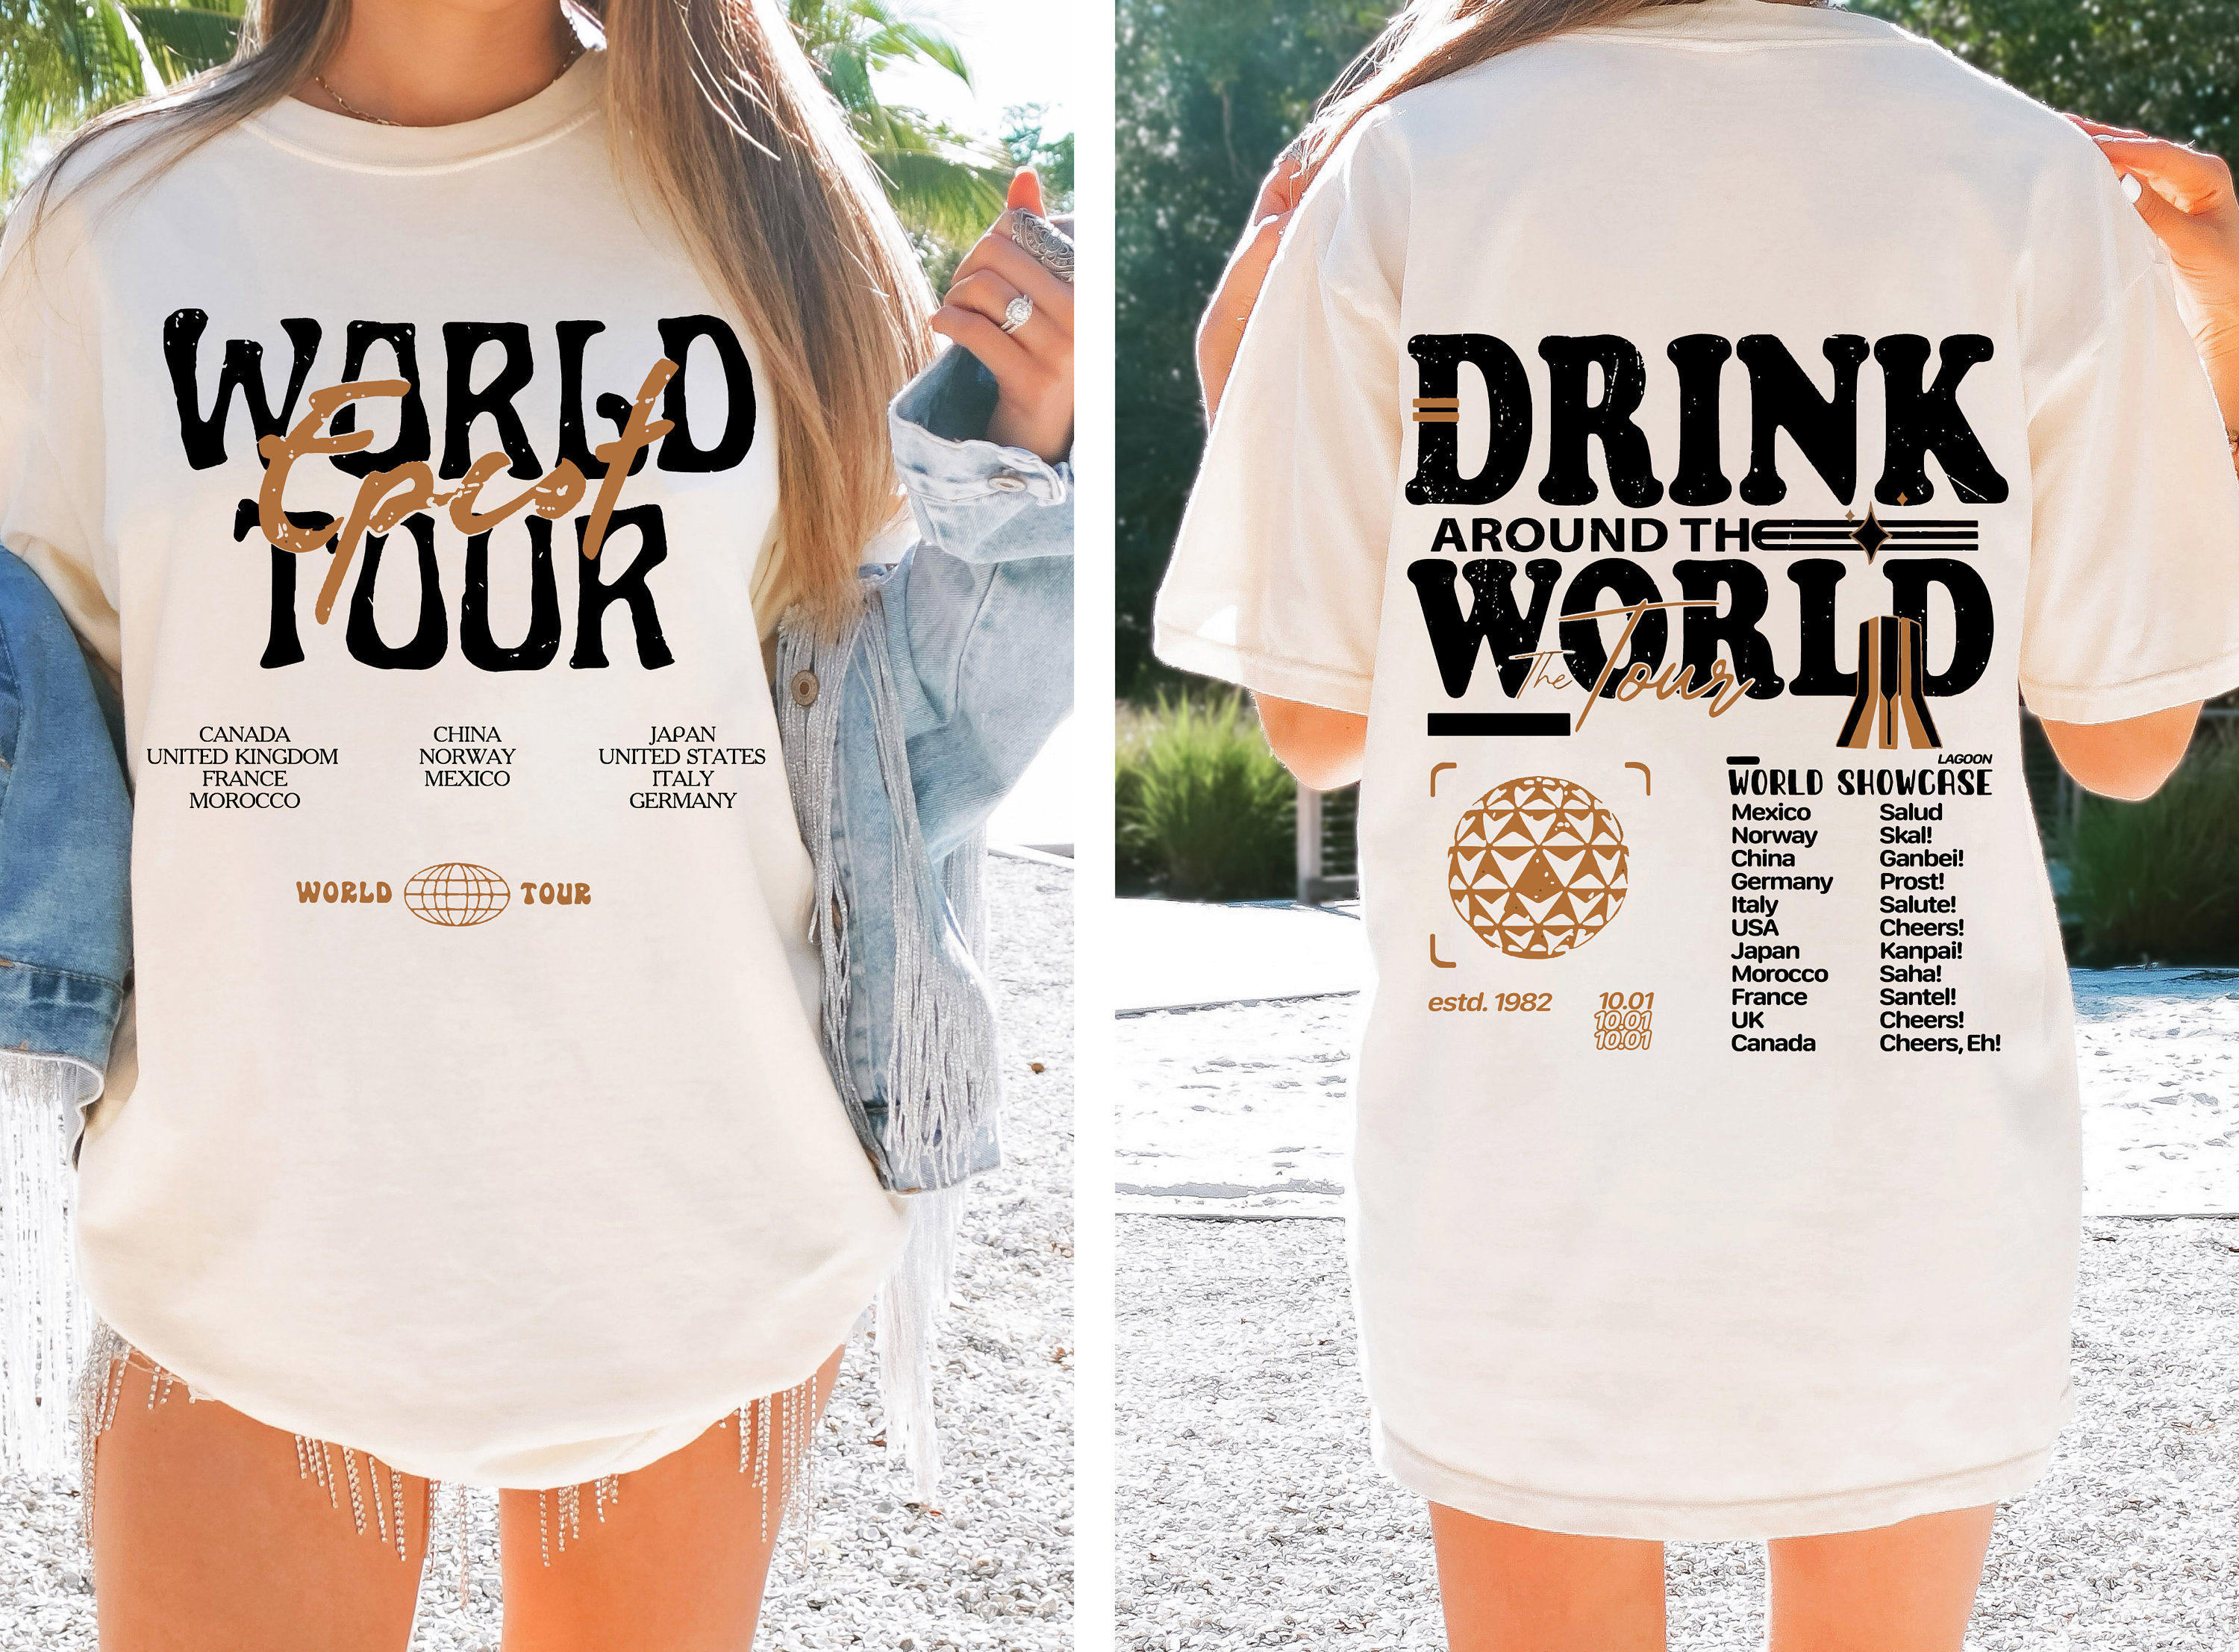 WORLD
Epcot
TOUR
CANADA
UNITED KINGDOM
FRANCE
MOROCCO
CHINA
NORWAY
MEXICO
JAPAN
UNITED STATES
ITALY
GERMANY
WORLD TOUR
DRINK
AROUND THE
WORLD
The Tour
LAGOON
WORLD SHOWCASE
Mexico Salud
Norway Skal!
China Ganbei!
Germany Prost!
Italy Salute!
USA Cheers!
Japan Kanpai!
Morocco Saha!
France Santel!
UK Cheers!
Canada Cheers, Eh!
estd. 1982
10.01
10.01
10.01